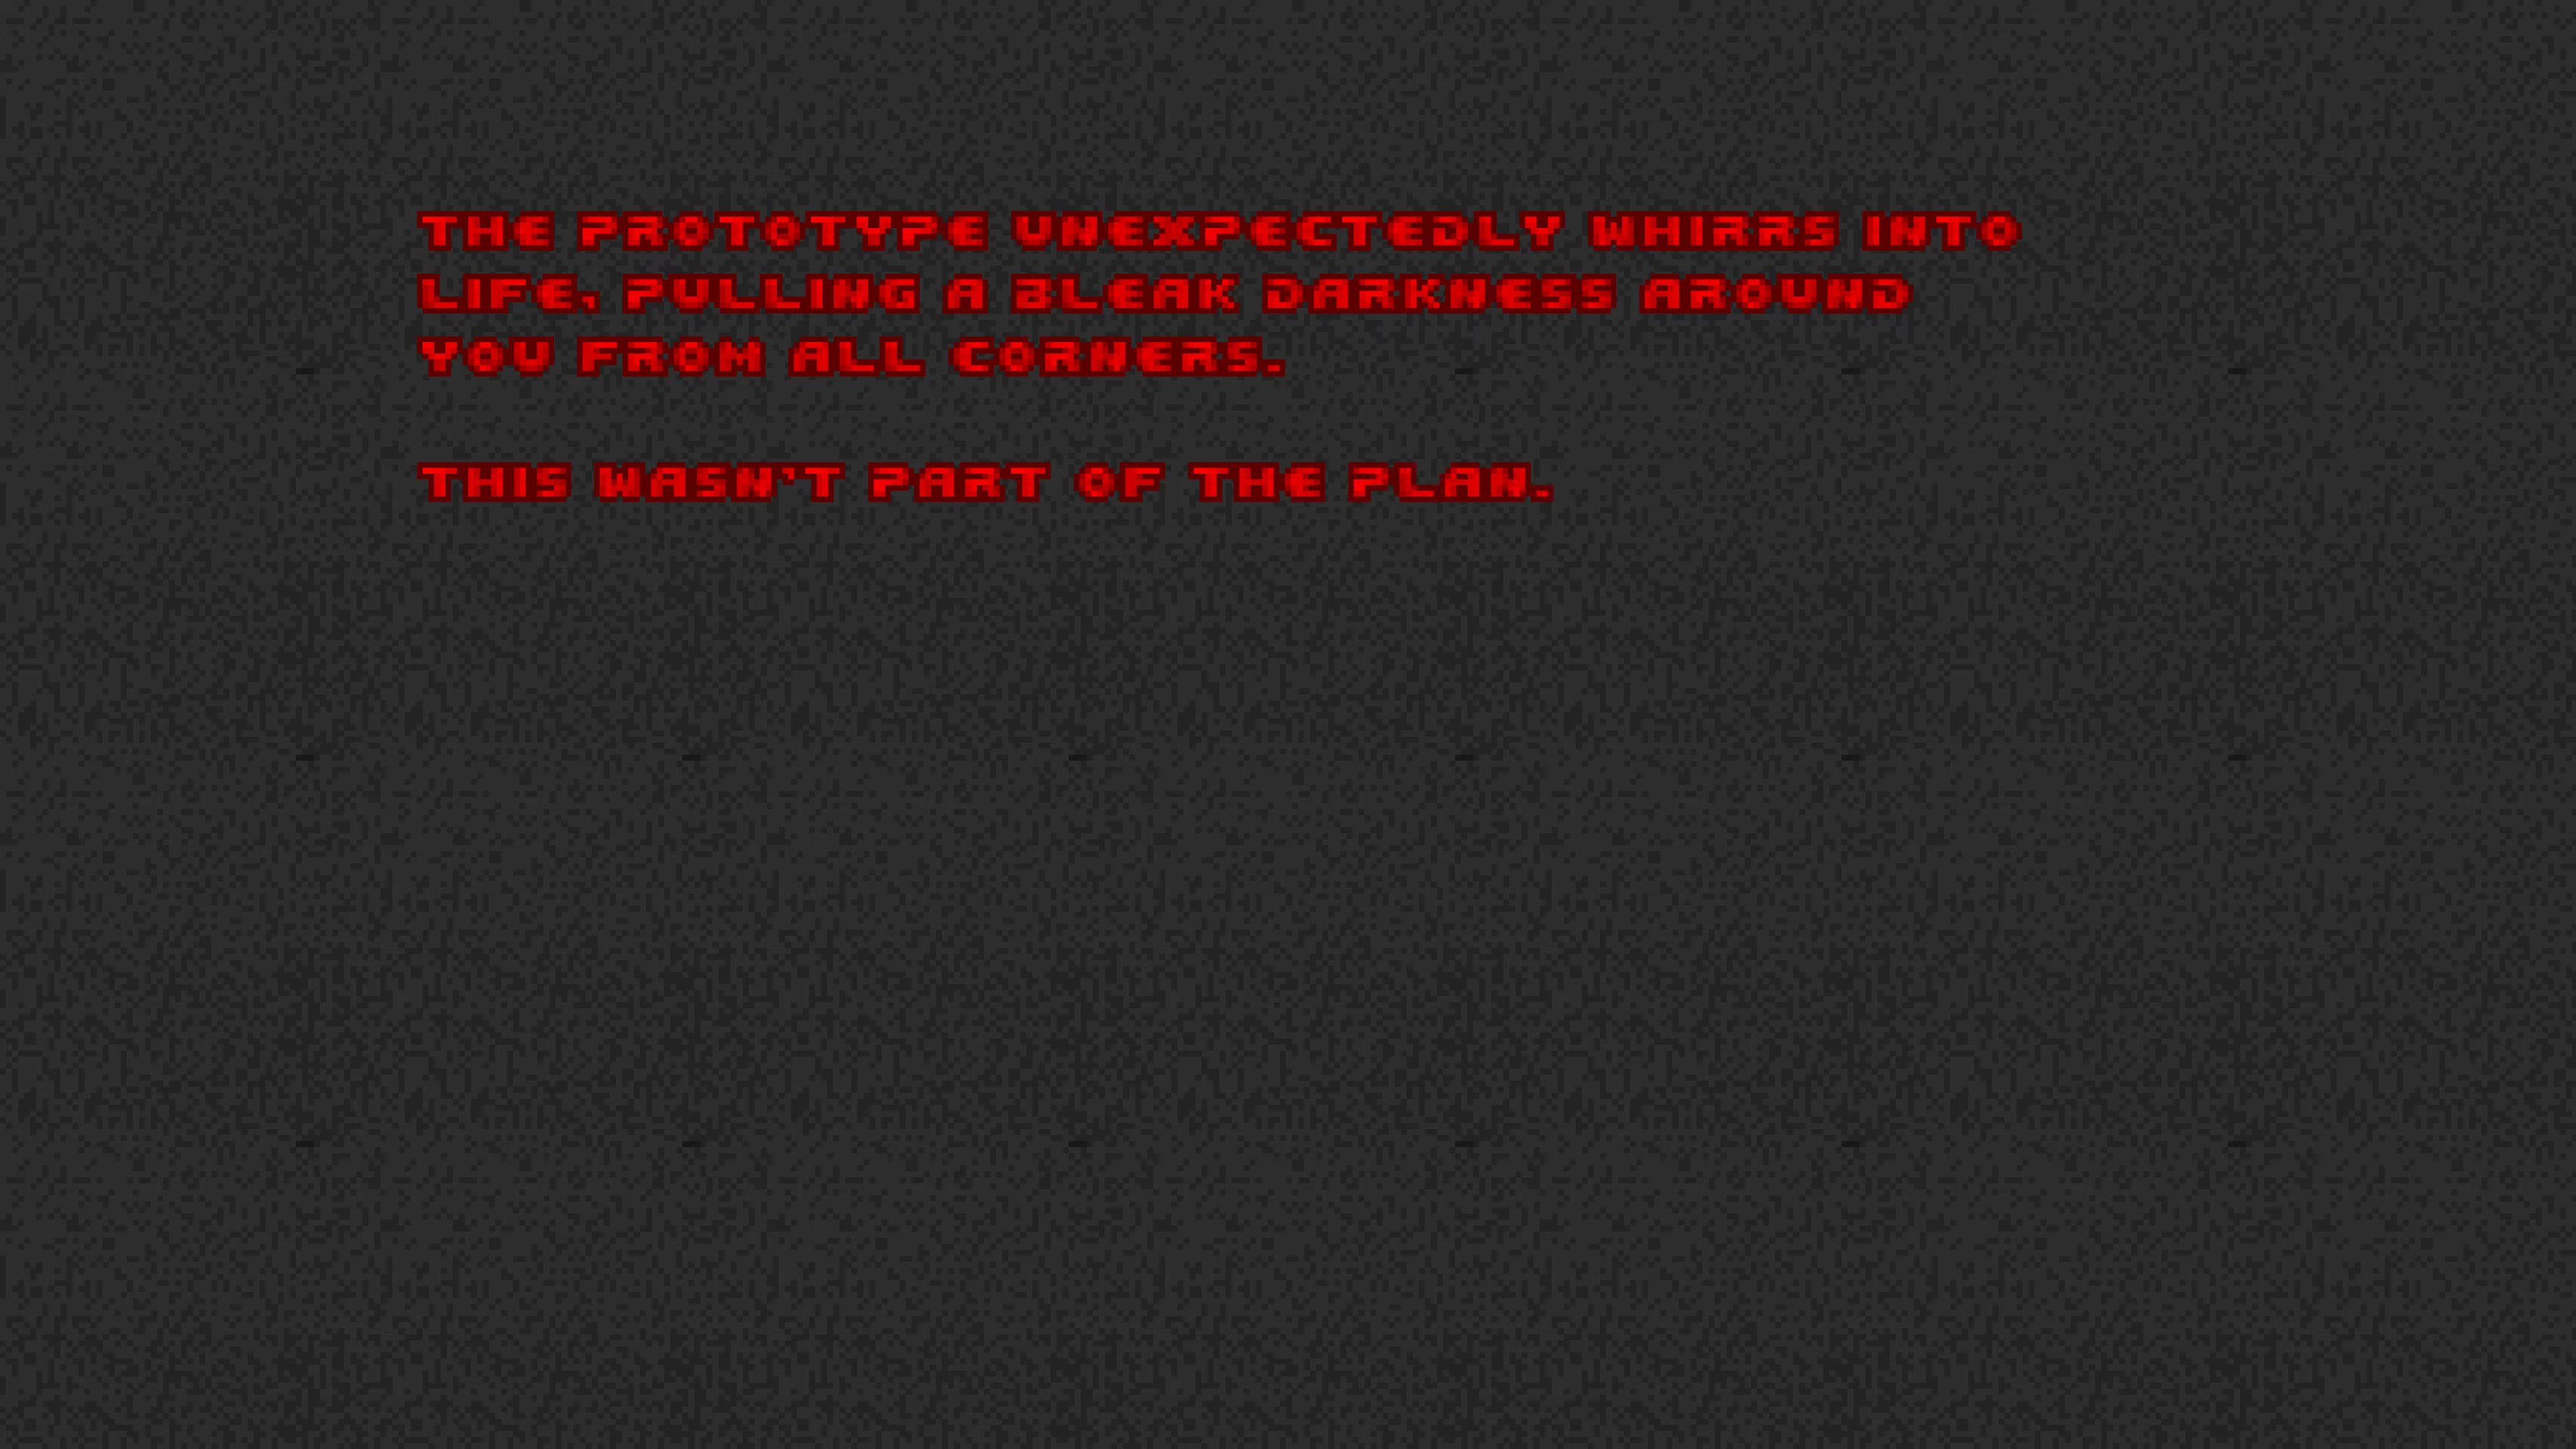 THE PROTOTYPE UNEXPECTEDLY WHIRRS INTO
LIFE, PULLING A BLEAK DARKNESS AROUND
YOU FROM ALL CORNERS.
THIS WASN'T PART OF THE PLAN.